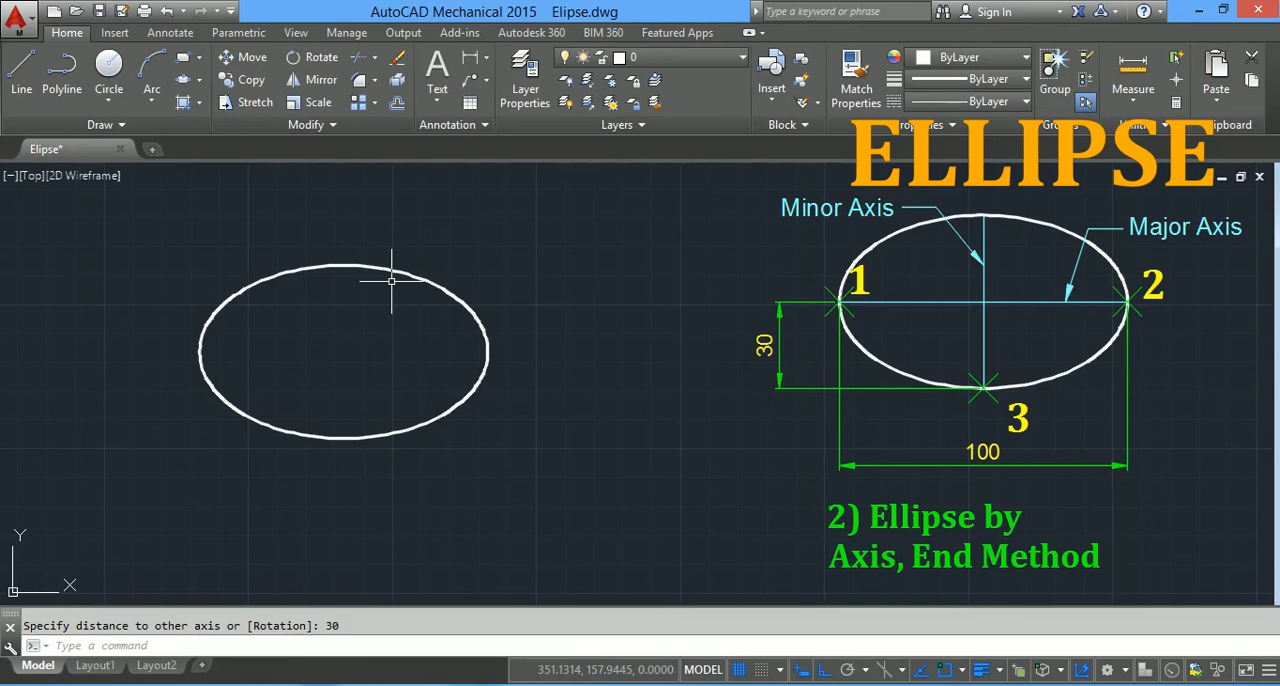 AutoCAD Mechanical 2015 Elipse.dwg
Type a keyword or phrase
Sign In
M
Home Insert Annotate Parametric View Manage Output Add-ins Autodesk 360 BIM 360 Featured Apps
Line Polyline Circle Arc
Move Rotate
Copy Mirror
Stretch Scale
Text
Layer Properties
0
Insert
Match Properties
ByLayer
ByLayer
ByLayer
Group
Measure
Paste
Draw Modify Annotation Layers Block
Elipse*
ELLIPSE
[−][Top][2D Wireframe]
Minor Axis
Major Axis
1
2
30
3
100
2) Ellipse by
Axis, End Method
Y
X
Specify distance to other axis or [Rotation]: 30
Type a command
Model Layout1 Layout2
351.1314, 157.9445, 0.0000 MODEL